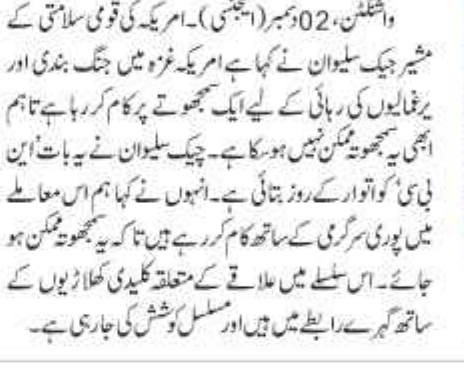 واشنگٹن، 02 دسمبر (ایجنسی)۔ امریکہ کی قومی سلامتی کے
مشیر جیک سلیوان نے کہا ہے امریکہ غزہ میں جنگ بندی اور
یرغمالیوں کی رہائی کے لیے ایک سمجھوتے پر کام کر رہا ہے تاہم
ابھی یہ سمجھوتہ ممکن نہیں ہو سکا ہے۔ جیک سلیوان نے یہ بات 'این
بی سی' کو اتوار کے روز بتائی ہے۔ انہوں نے کہا ہم اس معاملے
میں پوری سرگرمی کے ساتھ کام کر رہے ہیں تا کہ یہ سمجھوتہ ممکن ہو
جائے۔ اس سلسلے میں علاقے کے متعلقہ کلیدی کھلاڑیوں کے
ساتھ گہرے رابطے میں ہیں اور مسلسل کوشش کی جارہی ہے۔